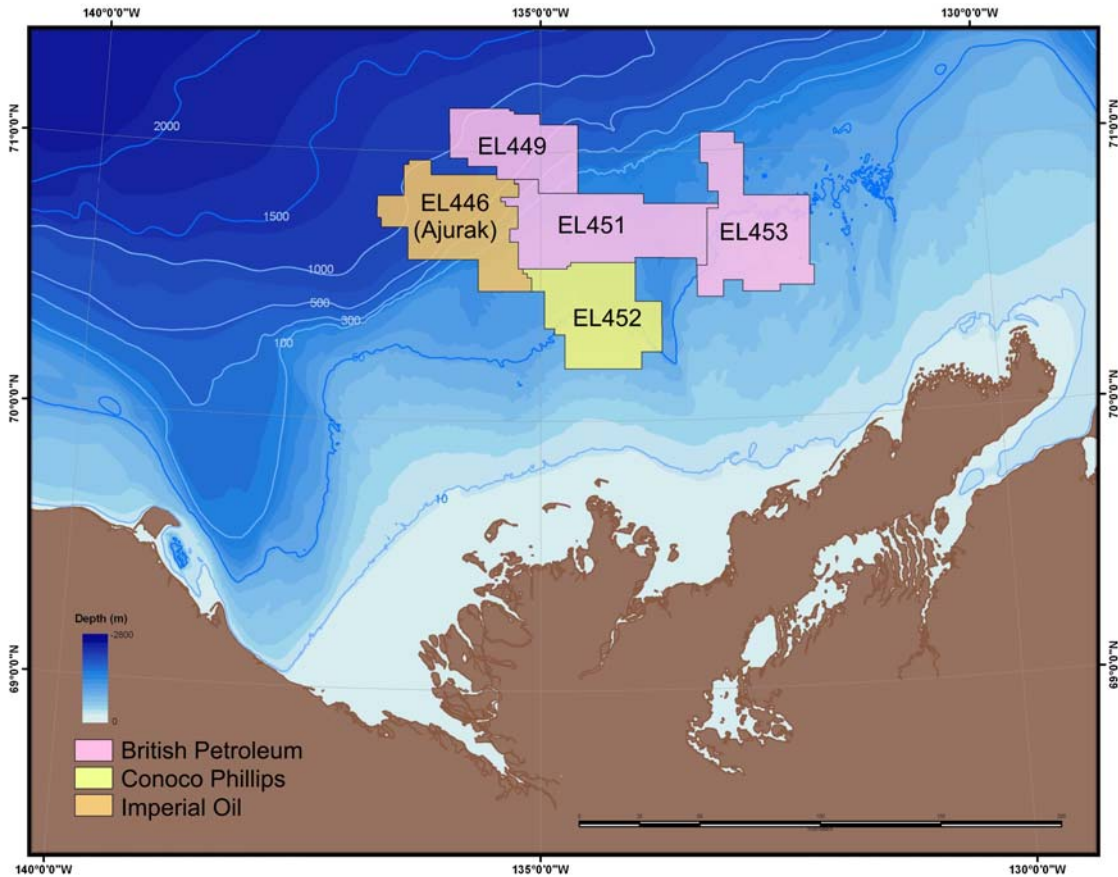 140°0'0"W
135°0'0"W
130°0'0"W
71°0'0"N
71°0'0"N
2000
EL449
EL446
(Ajurak)
EL451
EL453
1500
1000
500
300
EL452
100
50
70°0'0"N
70°0'0"N
10
Depth (m)
-2800
0
69°0'0"N
69°0'0"N
British Petroleum
Conoco Phillips
Imperial Oil
140°0'0"W
135°0'0"W
130°0'0"W